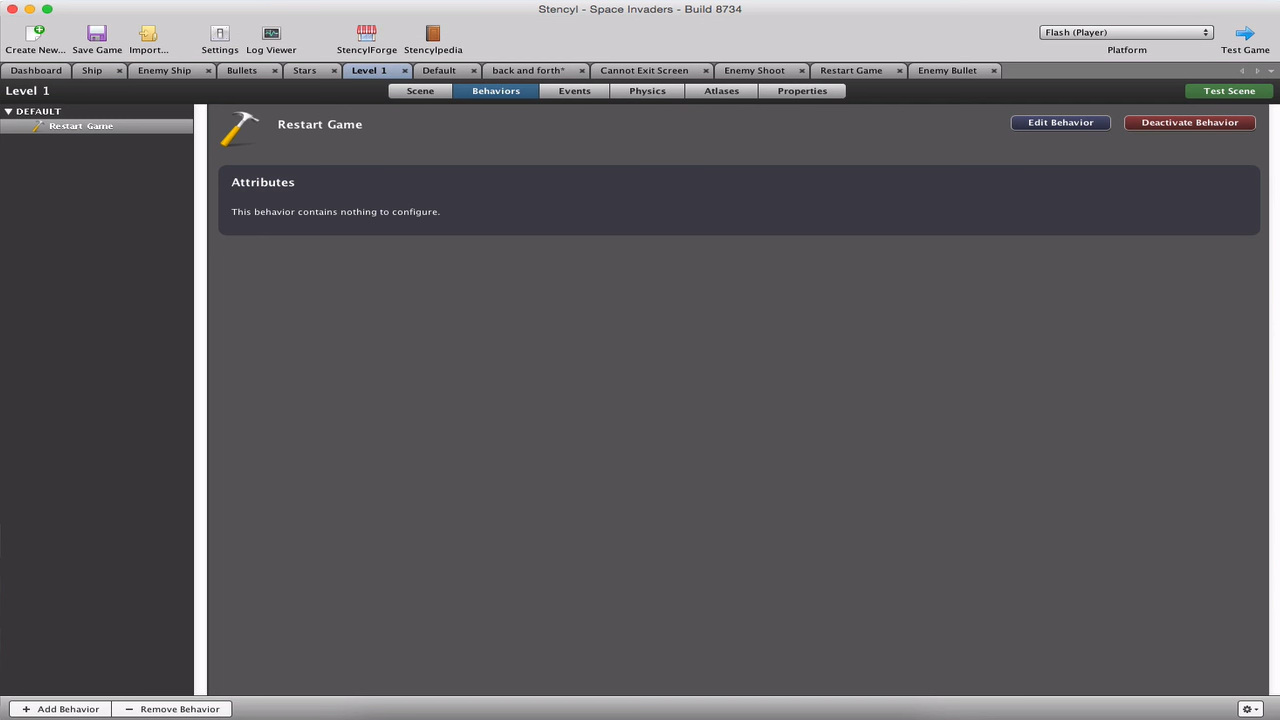 Stencyl - Space Invaders - Build 8734
Create New... Save Game Import... Settings Log Viewer StencylForge Stencylpedia Flash (Player) Platform Test Game
Dashboard Ship Enemy Ship Bullets Stars Level 1 Default back and forth* Cannot Exit Screen Enemy Shoot Restart Game Enemy Bullet
Level 1 Scene Behaviors Events Physics Atlases Properties Test Scene
DEFAULT
Restart Game
Restart Game Edit Behavior Deactivate Behavior
Attributes
This behavior contains nothing to configure.
+ Add Behavior − Remove Behavior